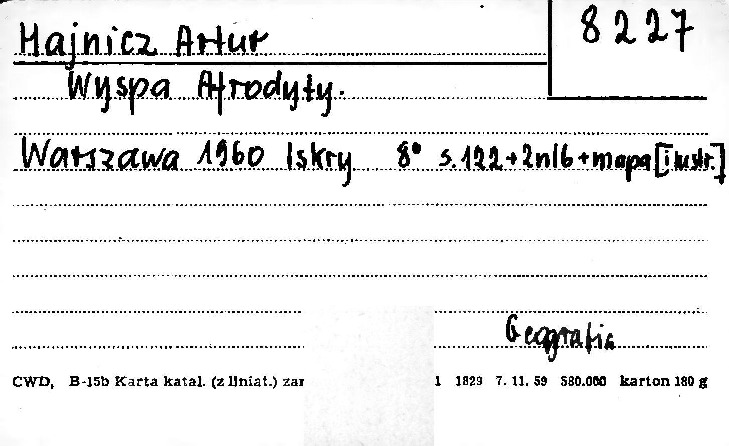 8227
Hajnicz Artur
Wyspa Afrodyty.
Warszawa 1960 Iskry 8° s.122+2nlb+mapa[ilustr.]
Geografia
CWD, B-15b Karta katal. (z liniat.) zar 1 1829 7. 11. 59 580.000 karton 180 g